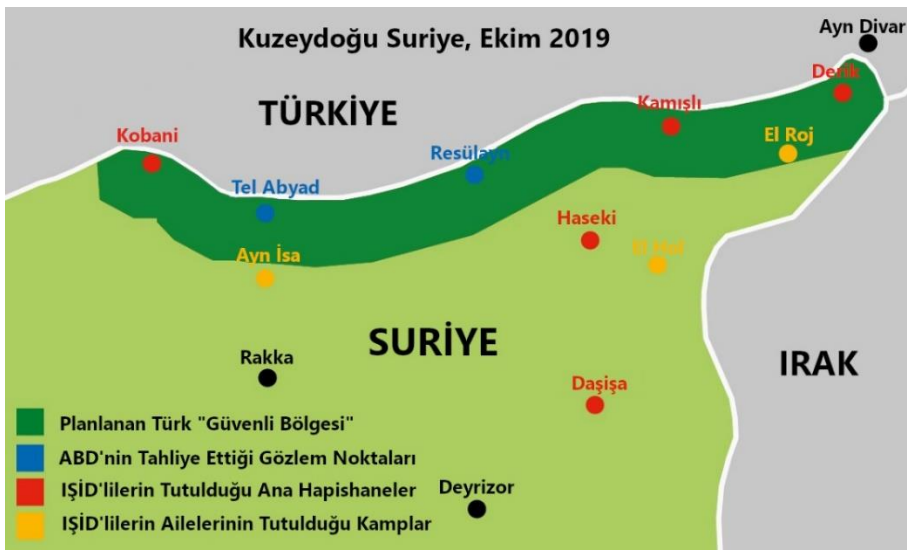 Kuzeydoğu Suriye, Ekim 2019
Ayn Divar
Derik
TÜRKİYE
Kamışlı
Kobani
El Roj
Resülayn
Tel Abyad
Haseki
El Hol
Ayn İsa
SURİYE
Rakka
IRAK
Daşişa
Planlanan Türk "Güvenli Bölgesi"
ABD'nin Tahliye Ettiği Gözlem Noktaları
IŞİD'lilerin Tutulduğu Ana Hapishaneler
Deyrizor
IŞİD'lilerin Ailelerinin Tutulduğu Kamplar